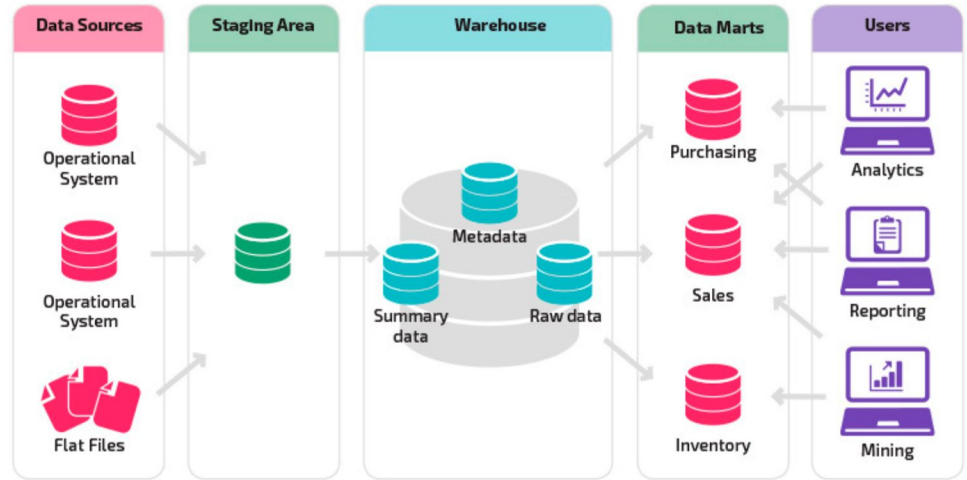 Data Sources
Staging Area
Warehouse
Data Marts
Users
Operational
System
Operational
System
Flat Files
Metadata
Summary
data
Raw data
Purchasing
Sales
Inventory
Analytics
Reporting
Mining